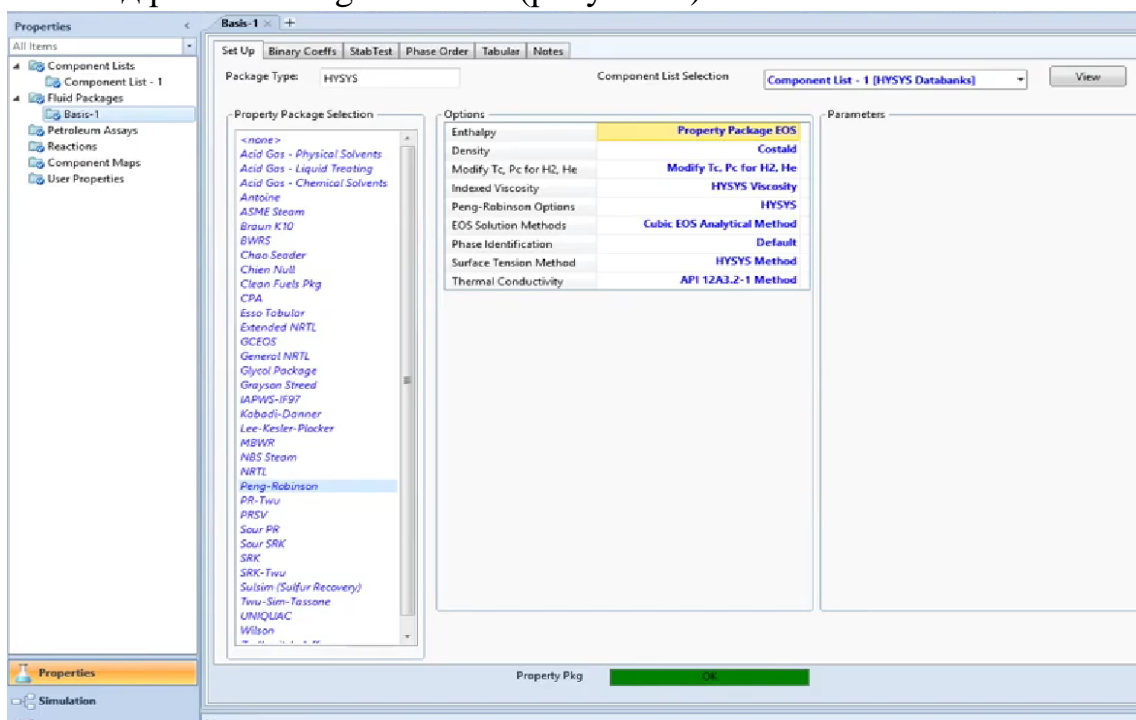 Properties
<
All Items
Component Lists
Component List - 1
Fluid Packages
Basis-1
Petroleum Assays
Reactions
Component Maps
User Properties
Properties
Simulation
Basis-1 × +
Set Up Binary Coeffs StabTest Phase Order Tabular Notes
Package Type: HYSYS Component List Selection Component List - 1 [HYSYS Databanks] View
Property Package Selection
<none>
Acid Gas - Physical Solvents
Acid Gas - Liquid Treating
Acid Gas - Chemical Solvents
Antoine
ASME Steam
Braun K10
BWRS
Chao Seader
Chien Null
Clean Fuels Pkg
CPA
Esso Tabular
Extended NRTL
GCEOS
General NRTL
Glycol Package
Grayson Streed
IAPWS-IF97
Kabadi-Danner
Lee-Kesler-Plocker
MBWR
NBS Steam
NRTL
Peng-Robinson
PR-Twu
PRSV
Sour PR
Sour SRK
SRK
SRK-Twu
Sulsim (Sulfur Recovery)
Twu-Sim-Tassone
UNIQUAC
Wilson
Options
Enthalpy Property Package EOS
Density Costald
Modify Tc, Pc for H2, He Modify Tc, Pc for H2, He
Indexed Viscosity HYSYS Viscosity
Peng-Robinson Options HYSYS
EOS Solution Methods Cubic EOS Analytical Method
Phase Identification Default
Surface Tension Method HYSYS Method
Thermal Conductivity API 12A3.2-1 Method
Parameters
Property Pkg OK